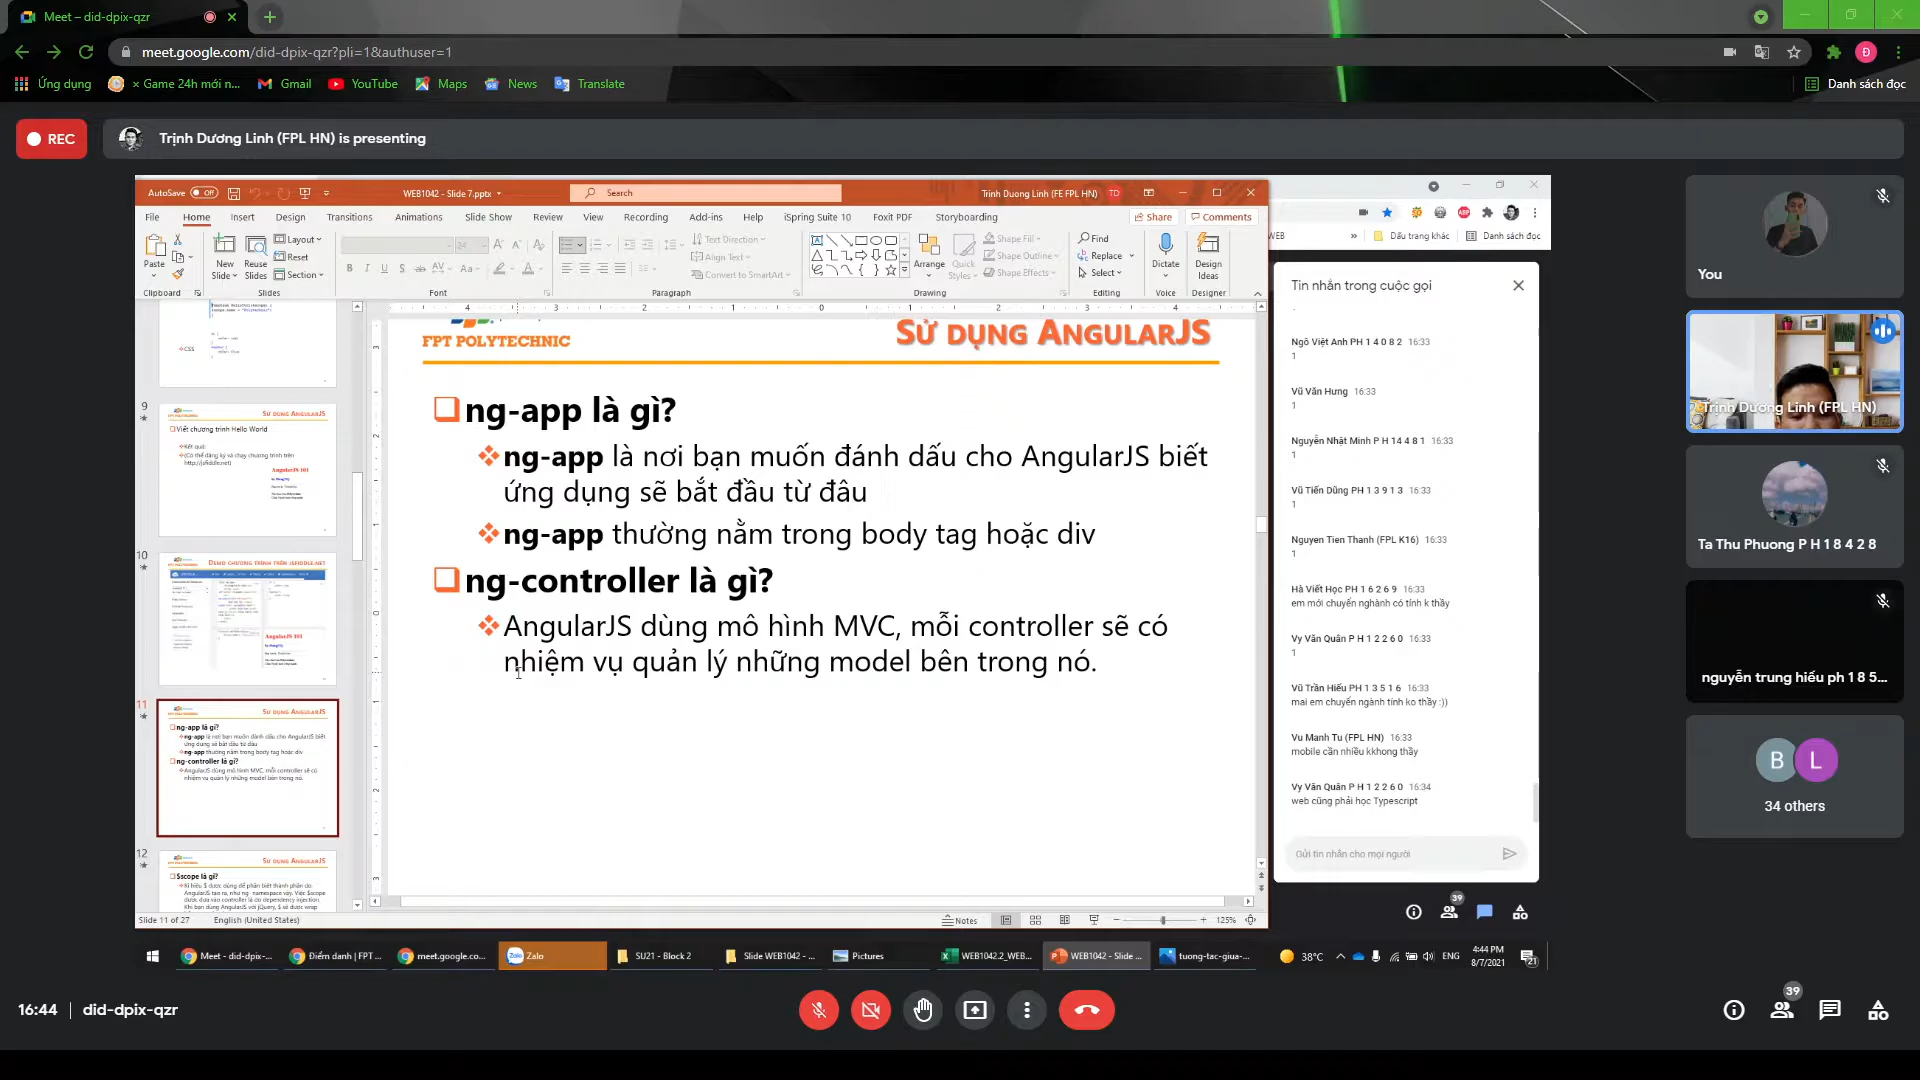 Meet – did-dpix-qzr
meet.google.com/did-dpix-qzr?pli=1&authuser=1
Đ
Ứng dụng
× Game 24h mới n...
Gmail
YouTube
Maps
News
Translate
Danh sách đọc
REC
Trịnh Dương Linh (FPL HN) is presenting
AutoSave Off
WEB1042 - Slide 7.pptx
Search
Trinh Duong Linh (FE FPL HN) TD
File Home Insert Design Transitions Animations Slide Show Review View Recording Add-ins Help iSpring Suite 10 Foxit PDF Storyboarding
Share
Comments
Paste
New Slide
Reuse Slides
Layout
Reset
Section
24
Text Direction
Align Text
Convert to SmartArt
Arrange
Quick Styles
Shape Fill
Shape Outline
Shape Effects
Find
Replace
Select
Dictate
Design Ideas
Clipboard Slides Font Paragraph Drawing Editing Voice Designer
CSS
9
SỬ DỤNG ANGULARJS
Viết chương trình Hello World
Kết quả:
(Có thể đăng ký và chạy chương trình trên
http://jsfiddle.net)
AngularJS 101
10
DEMO CHƯƠNG TRÌNH TRÊN JSFIDDLE.NET
AngularJS 101
11
SỬ DỤNG ANGULARJS
ng-app là gì?
ng-app là nơi bạn muốn đánh dấu cho AngularJS biết
ứng dụng sẽ bắt đầu từ đâu
ng-app thường nằm trong body tag hoặc div
ng-controller là gì?
AngularJS dùng mô hình MVC, mỗi controller sẽ có
nhiệm vụ quản lý những model bên trong nó.
12
SỬ DỤNG ANGULARJS
$scope là gì?
Kí hiệu $ được dùng để phân biệt thành phần do
AngularJS tạo ra, như ng- namespace vậy. Việc $scope
được đưa vào controller là do dependency injection.
Khi bạn dùng AngularJS với jQuery, $ sẽ được wrap
FPT POLYTECHNIC
SỬ DỤNG ANGULARJS
ng-app là gì?
ng-app là nơi bạn muốn đánh dấu cho AngularJS biết
ứng dụng sẽ bắt đầu từ đâu
ng-app thường nằm trong body tag hoặc div
ng-controller là gì?
AngularJS dùng mô hình MVC, mỗi controller sẽ có
nhiệm vụ quản lý những model bên trong nó.
Slide 11 of 27
English (United States)
Notes
125%
WEB
»
Dấu trang khác
Danh sách đọc
Tin nhắn trong cuộc gọi
Ngô Việt Anh PH 1 4 0 8 2 16:33
1
Vũ Văn Hưng 16:33
1
Nguyễn Nhật Minh P H 14 4 8 1 16:33
1
Vũ Tiến Dũng PH 1 3 9 1 3 16:33
1
Nguyen Tien Thanh (FPL K16) 16:33
1
Hà Viết Học PH 1 6 2 6 9 16:33
em mới chuyển nghành có tính k thầy
Vy Văn Quân P H 1 2 2 6 0 16:33
1
Vũ Trần Hiếu PH 1 3 5 1 6 16:33
mai em chuyển ngành tính ko thầy :))
Vu Manh Tu (FPL HN) 16:33
mobile cần nhiều kkhong thầy
Vy Văn Quân P H 1 2 2 6 0 16:34
web cũng phải học Typescript
Gửi tin nhắn cho mọi người
39
Meet - did-dpix-...
Điểm danh | FPT ...
meet.google.co...
Zalo
SU21 - Block 2
Slide WEB1042 - ...
Pictures
WEB1042.2_WEB...
WEB1042 - Slide ...
tuong-tac-giua-...
38°C
ENG
4:44 PM
8/7/2021
21
You
Trịnh Dương Linh (FPL HN)
Ta Thu Phuong P H 1 8 4 2 8
nguyễn trung hiếu ph 1 8 5...
B
L
34 others
16:44 | did-dpix-qzr
39